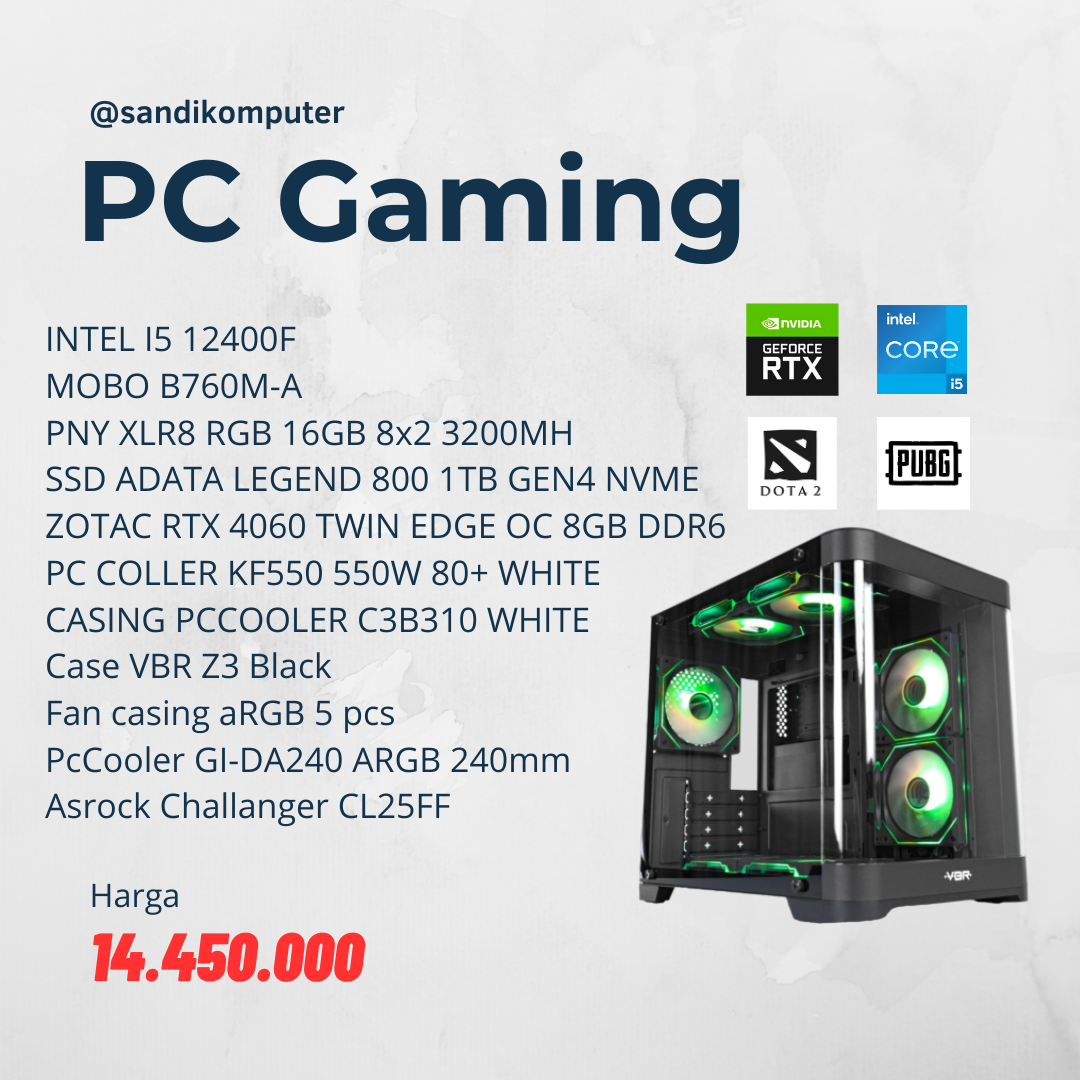 @sandikomputer
PC Gaming
INTEL I5 12400F
MOBO B760M-A
PNY XLR8 RGB 16GB 8x2 3200MH
SSD ADATA LEGEND 800 1TB GEN4 NVME
ZOTAC RTX 4060 TWIN EDGE OC 8GB DDR6
PC COLLER KF550 550W 80+ WHITE
CASING PCCOOLER C3B310 WHITE
Case VBR Z3 Black
Fan casing aRGB 5 pcs
PcCooler GI-DA240 ARGB 240mm
Asrock Challanger CL25FF
Harga
14.450.000
NVIDIA
GEFORCE
RTX
intel.
CORE
i5
DOTA 2
PUBG
VBR